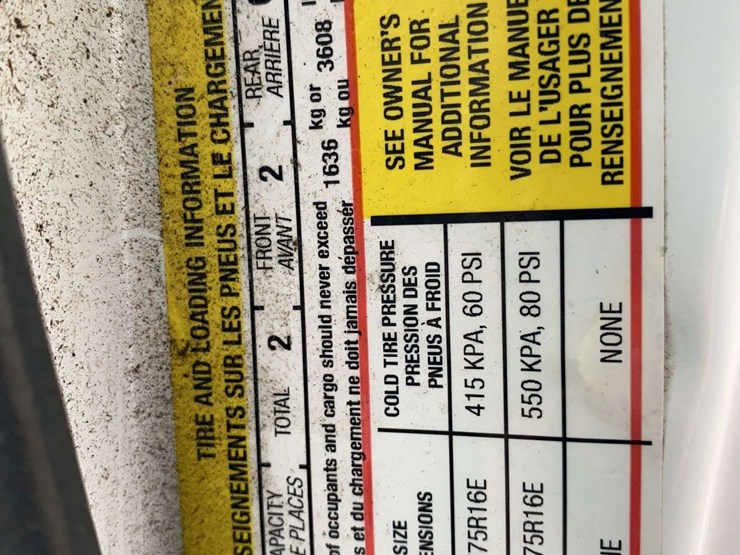 TIRE AND LOADING INFORMATION
SEIGNEMENTS SUR LES PNEUS ET LE CHARGEMEN
APACITY TOTAL 2 FRONT 2 REAR
E PLACES AVANT ARRIÈRE
of occupants and cargo should never exceed 1636 kg or 3608
s et du chargement ne doit jamais dépasser kg ou
SIZE
ENSIONS
COLD TIRE PRESSURE
PRESSION DES
PNEUS À FROID
75R16E 415 KPA, 60 PSI
75R16E 550 KPA, 80 PSI
NE NONE
SEE OWNER'S
MANUAL FOR
ADDITIONAL
INFORMATION
VOIR LE MANUE
DE L'USAGER
POUR PLUS DE
RENSEIGNEMEN